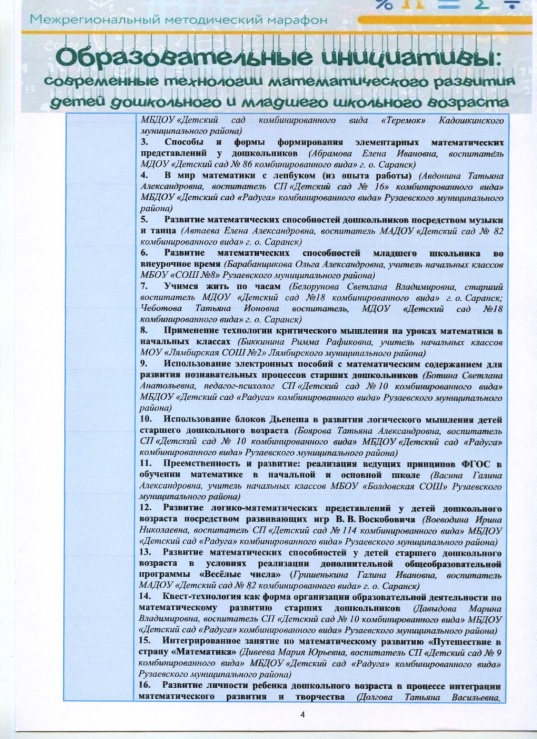 % П = Σ ÷
Межрегиональный методический марафон
Образовательные инициативы:
современные технологии математического развития
детей дошкольного и младшего школьного возраста
МБДОУ «Детский сад комбинированного вида «Теремок» Кадошкинского
муниципального района)
3. Способы и формы формирования элементарных математических
представлений у дошкольников (Абрамова Елена Ивановна, воспитатель
МДОУ «Детский сад № 86 комбинированного вида» г. о. Саранск)
4. В мир математики с лепбуком (из опыта работы) (Авдонина Татьяна
Александровна, воспитатель СП «Детский сад № 16» комбинированного вида»
МБДОУ «Детский сад «Радуга» комбинированного вида» Рузаевского муниципального
района)
5. Развитие математических способностей дошкольников посредством музыки
и танца (Автаева Елена Александровна, воспитатель МАДОУ «Детский сад № 82
комбинированного вида» г. о. Саранск)
6. Развитие математических способностей младшего школьника во
внеурочное время (Барабанщикова Ольга Александровна, учитель начальных классов
МБОУ «СОШ №8» Рузаевского муниципального района)
7. Учимся жить по часам (Белорунова Светлана Владимировна, старший
воспитатель МДОУ «Детский сад №18 комбинированного вида» г. о. Саранск;
Чеботова Татьяна Ионовна воспитатель, МДОУ «Детский сад №18
комбинированного вида» г. о. Саранск)
8. Применение технологии критического мышления на уроках математики в
начальных классах (Биккинина Римма Рафиковна, учитель начальных классов
МОУ «Лямбирская СОШ №2» Лямбирского муниципального района)
9. Использование электронных пособий с математическим содержанием для
развития познавательных процессов старших дошкольников (Ботина Светлана
Анатольевна, педагог-психолог СП «Детский сад №10 комбинированного вида»
МБДОУ «Детский сад «Радуга» комбинированного вида» Рузаевского муниципального
район)
10. Использование блоков Дьенеша в развитии логического мышления детей
старшего дошкольного возраста (Боярова Татьяна Александровна, воспитатель
СП «Детский сад № 10 комбинированного вида» МБДОУ «Детский сад «Радуга»
комбинированного вида» Рузаевского муниципального района)
11. Преемственность и развитие: реализация ведущих принципов ФГОС в
обучении математике в начальной и основной школе (Васина Галина
Александровна, учитель начальных классов МБОУ «Болдовская СОШ» Рузаевского
муниципального района)
12. Развитие логико-математических представлений у детей дошкольного
возраста посредством развивающих игр В. В. Воскобовича (Воеводина Ирина
Николаевна, воспитатель СП «Детский сад № 114 комбинированного вида» МБДОУ
«Детский сад «Радуга» комбинированного вида» Рузаевского муниципального района)
13. Развитие математических способностей у детей старшего дошкольного
возраста в условиях реализации дополнительной общеобразовательной
программы «Весёлые числа» (Гришенькина Галина Ивановна, воспитатель
МАДОУ «Детский сад № 82 комбинированного вида» г. о. Саранск)
14. Квест-технология как форма организации образовательной деятельности по
математическому развитию старших дошкольников (Давыдова Марина
Владимировна, воспитатель СП «Детский сад № 10 комбинированного вида» МБДОУ
«Детский сад «Радуга» комбинированного вида» Рузаевского муниципального района)
15. Интегрированное занятие по математическому развитию «Путешествие в
страну «Математика» (Дивеева Мария Юрьевна, воспитатель СП «Детский сад № 9
комбинированного вида» МБДОУ «Детский сад «Радуга» комбинированного вида»
Рузаевского муниципального района)
16. Развитие личности ребенка дошкольного возраста в процессе интеграции
математического развития и творчества (Долгова Татьяна Васильевна,
4